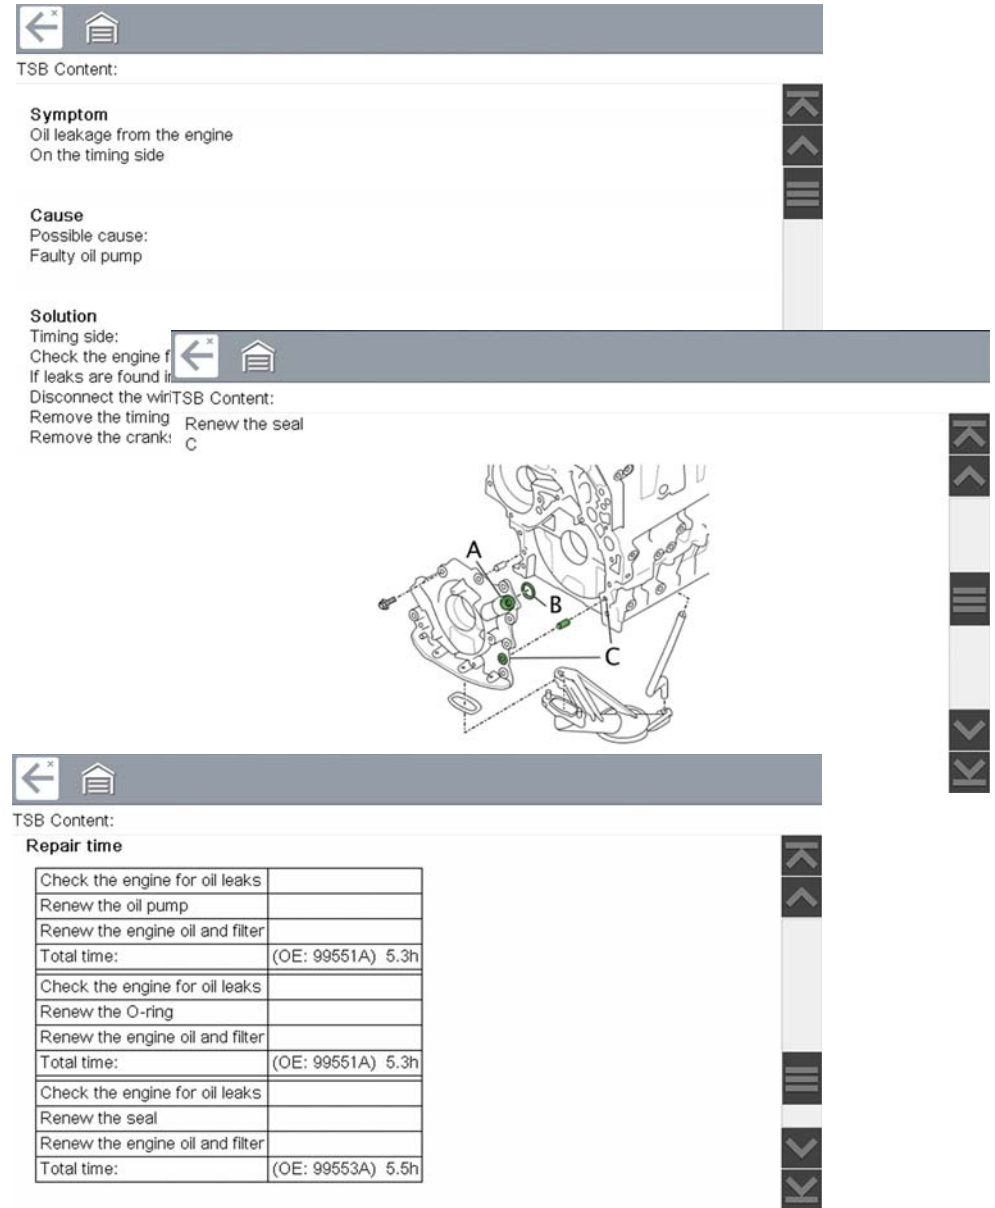 TSB Content:
Symptom
Oil leakage from the engine
On the timing side
Cause
Possible cause:
Faulty oil pump
Solution
Timing side:
Check the engine
If leaks are found
Disconnect the
Remove the timing
Remove the
TSB Content:
Renew the seal
C
A
B
C
TSB Content:
Repair time
Check the engine for oil leaks
Renew the oil pump
Renew the engine oil and filter
Total time: (OE: 99551A) 5.3h
Check the engine for oil leaks
Renew the O-ring
Renew the engine oil and filter
Total time: (OE: 99551A) 5.3h
Check the engine for oil leaks
Renew the seal
Renew the engine oil and filter
Total time: (OE: 99553A) 5.5h